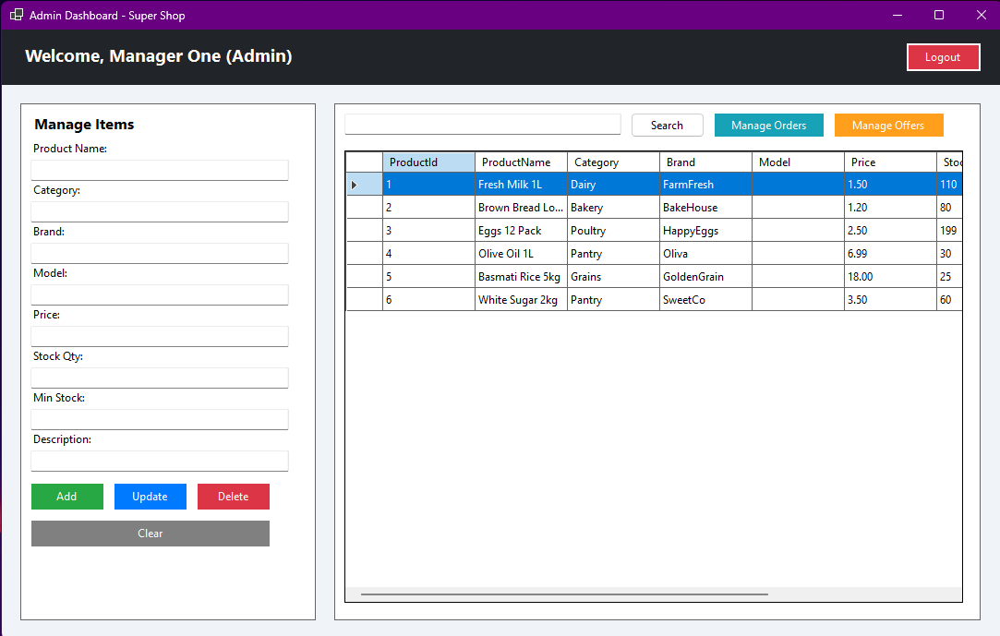 Admin Dashboard - Super Shop
Welcome, Manager One (Admin)
Logout
Manage Items
Product Name:
Category:
Brand:
Model:
Price:
Stock Qty:
Min Stock:
Description:
Add Update Delete
Clear
Search Manage Orders Manage Offers
ProductId ProductName Category Brand Model Price Stoc
1 Fresh Milk 1L Dairy FarmFresh 1.50 110
2 Brown Bread Lo... Bakery BakeHouse 1.20 80
3 Eggs 12 Pack Poultry HappyEggs 2.50 199
4 Olive Oil 1L Pantry Oliva 6.99 30
5 Basmati Rice 5kg Grains GoldenGrain 18.00 25
6 White Sugar 2kg Pantry SweetCo 3.50 60